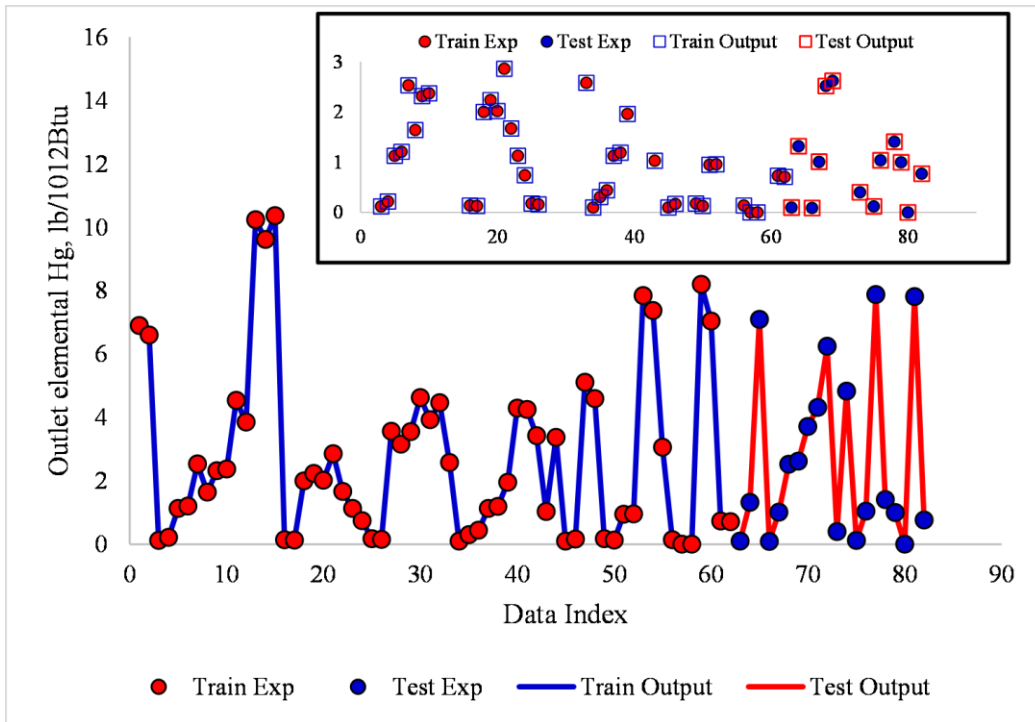 16
14
12
10
8
6
4
2
0
Outlet elemental Hg, lb/1012Btu
0 10 20 30 40 50 60 70 80 90
Data Index
Train Exp Test Exp Train Output Test Output
3
2
1
0
0 20 40 60 80
Train Exp Test Exp Train Output Test Output